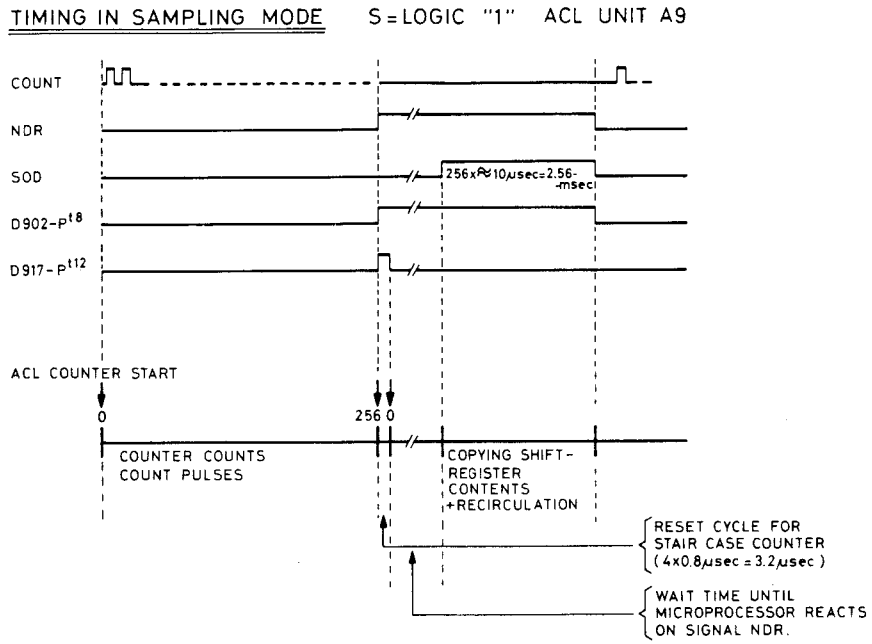 TIMING IN SAMPLING MODE   S=LOGIC "1"   ACL UNIT A9
COUNT
NDR
SOD
256x≈10µsec=2.56-
-msec
D902-Pt8
D917-Pt12
ACL COUNTER START
0
256 0
COUNTER COUNTS
COUNT PULSES
COPYING SHIFT-
REGISTER
CONTENTS
+RECIRCULATION
RESET CYCLE FOR
STAIR CASE COUNTER
(4x0.8µsec=3.2µsec)
WAIT TIME UNTIL
MICROPROCESSOR REACTS
ON SIGNAL NDR.